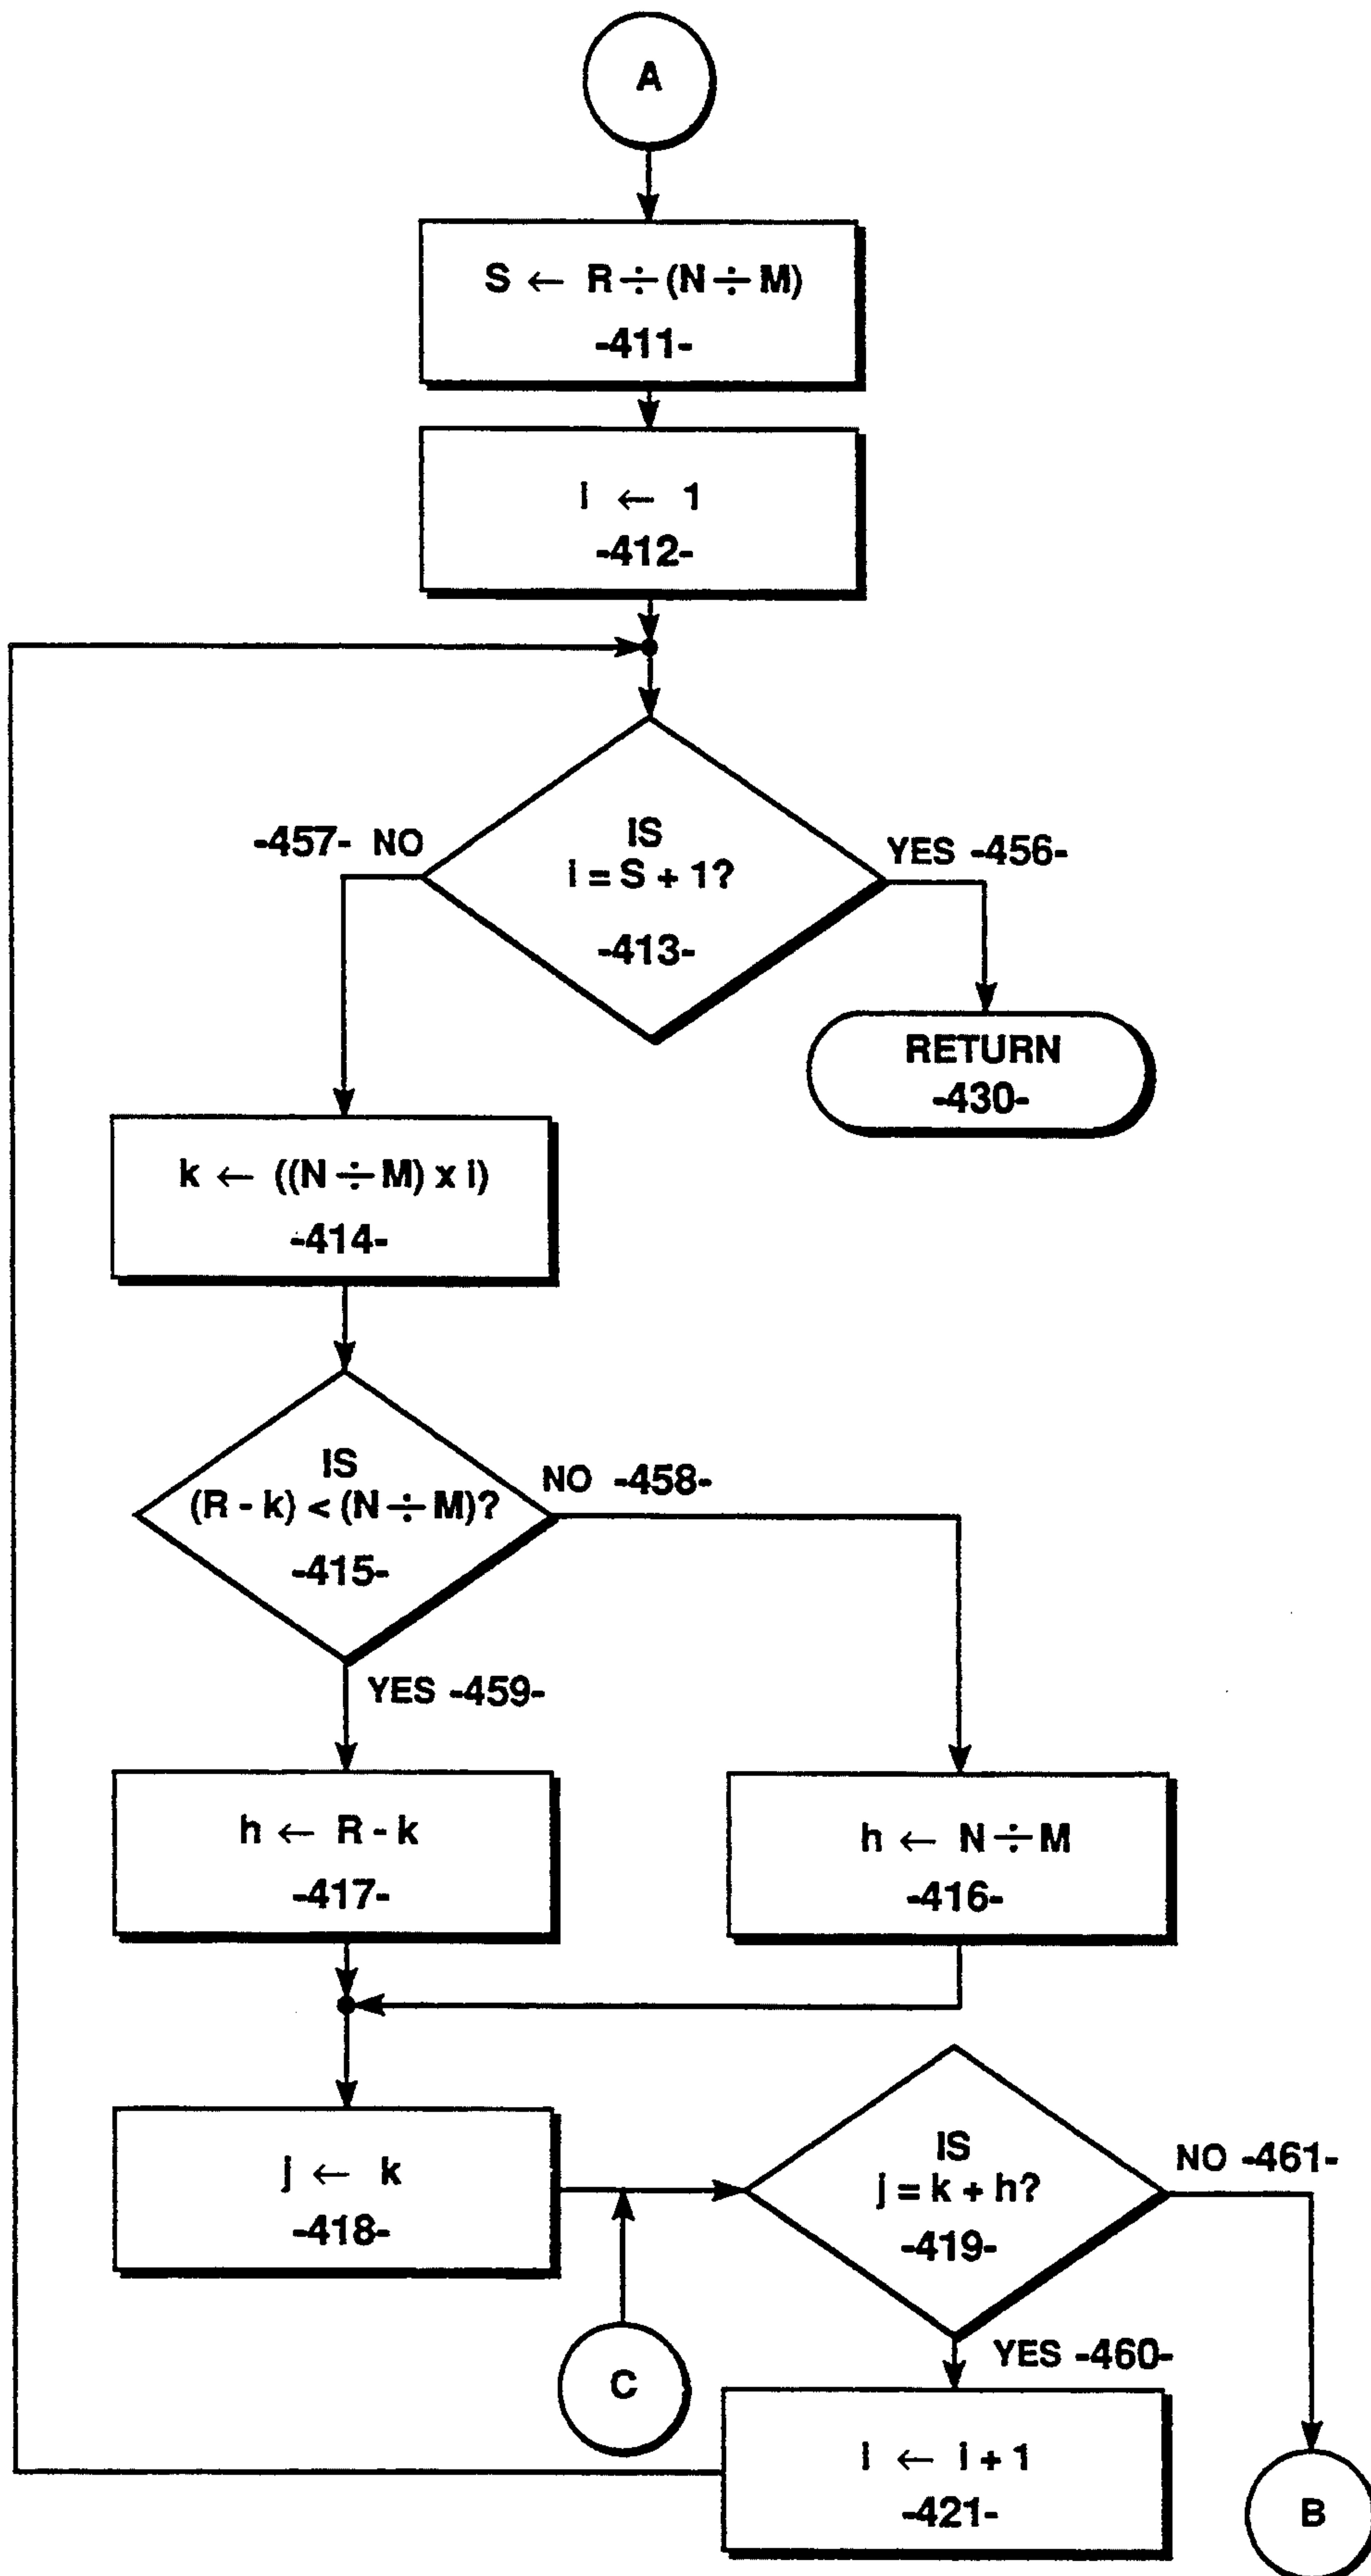 A
S ← R ÷ (N ÷ M)
-411-
i ← 1
-412-
-457- NO
IS
i = S + 1?
-413-
YES -456-
RETURN
-430-
k ← ((N ÷ M) x i)
-414-
IS
(R - k) < (N ÷ M)?
-415-
NO -458-
YES -459-
h ← R - k
-417-
h ← N ÷ M
-416-
j ← k
-418-
IS
j = k + h?
-419-
NO -461-
YES -460-
C
i ← i + 1
-421-
B